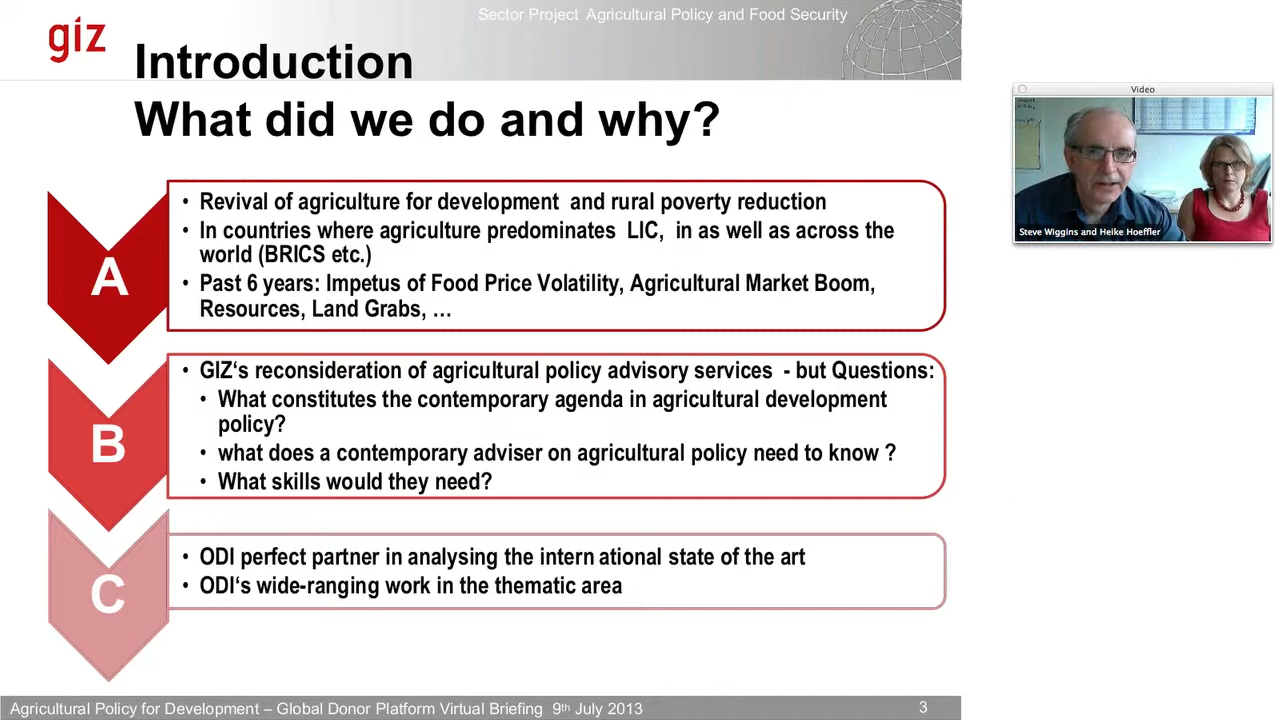 Sector Project Agricultural Policy and Food Security
giz
Introduction
What did we do and why?
Video
Steve Wiggins and Heike Hoeffler
A
• Revival of agriculture for development and rural poverty reduction
• In countries where agriculture predominates LIC, in as well as across the
world (BRICS etc.)
• Past 6 years: Impetus of Food Price Volatility, Agricultural Market Boom,
Resources, Land Grabs, …
B
• GIZ‘s reconsideration of agricultural policy advisory services - but Questions:
• What constitutes the contemporary agenda in agricultural development
policy?
• what does a contemporary adviser on agricultural policy need to know ?
• What skills would they need?
C
• ODI perfect partner in analysing the intern ational state of the art
• ODI‘s wide-ranging work in the thematic area
Agricultural Policy for Development – Global Donor Platform Virtual Briefing 9th July 2013
3